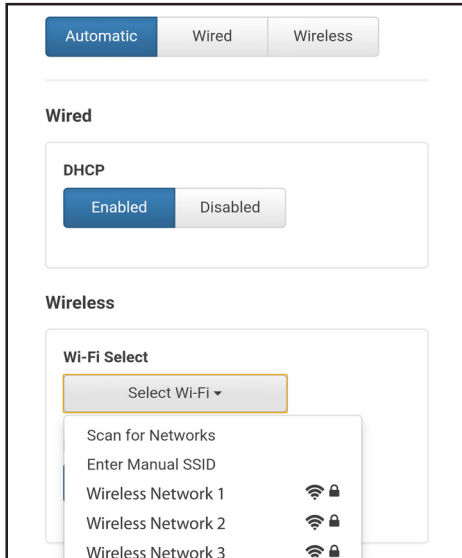 Automatic Wired Wireless
Wired
DHCP
Enabled Disabled
Wireless
Wi-Fi Select
Select Wi-Fi
Scan for Networks
Enter Manual SSID
Wireless Network 1
Wireless Network 2
Wireless Network 3